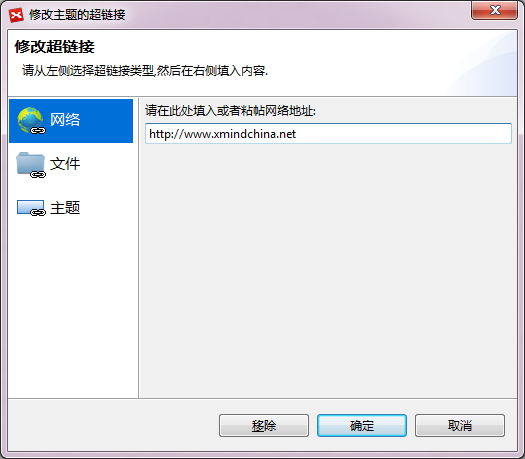 修改主题的超链接
修改超链接
请从左侧选择超链接类型,然后在右侧填入内容.
网络
文件
主题
请在此处填入或者粘帖网络地址:
http://www.xmindchina.net
移除
确定
取消